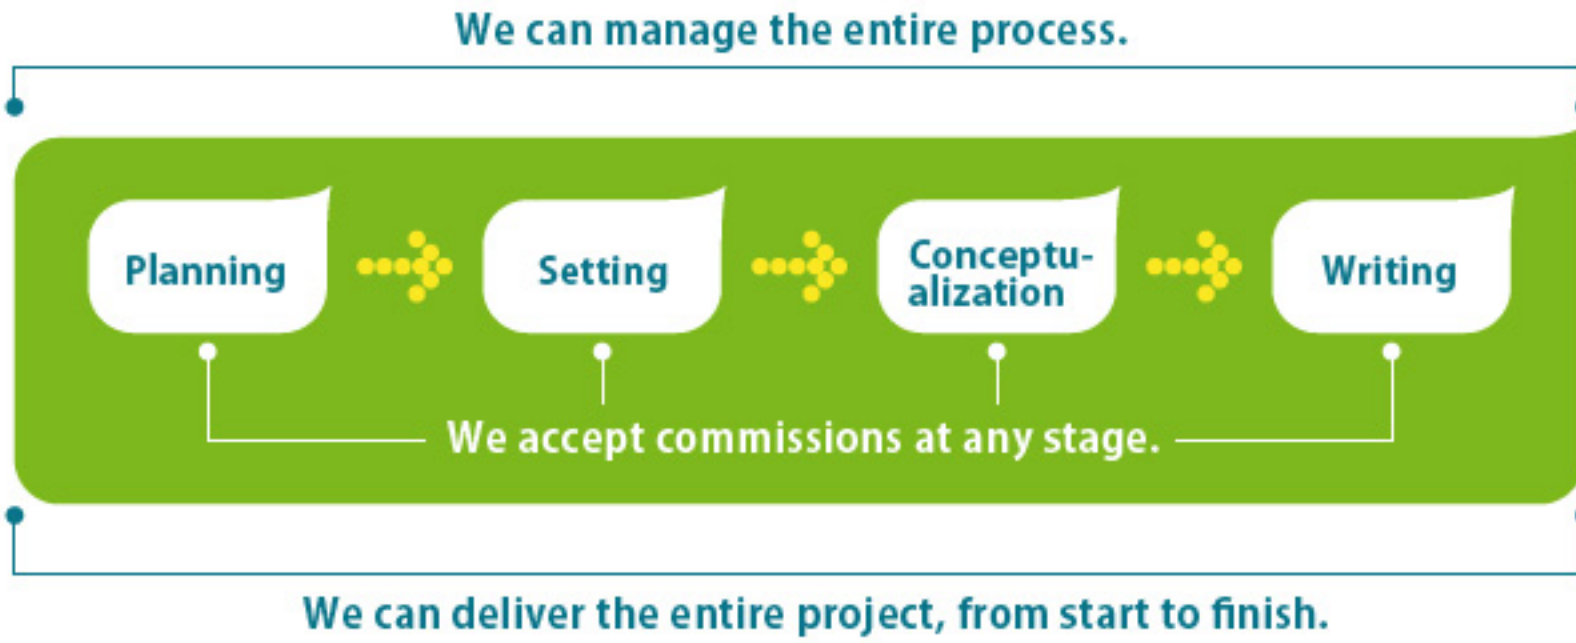 We can manage the entire process.
Planning
Setting
Conceptu-
alization
Writing
We accept commissions at any stage.
We can deliver the entire project, from start to finish.